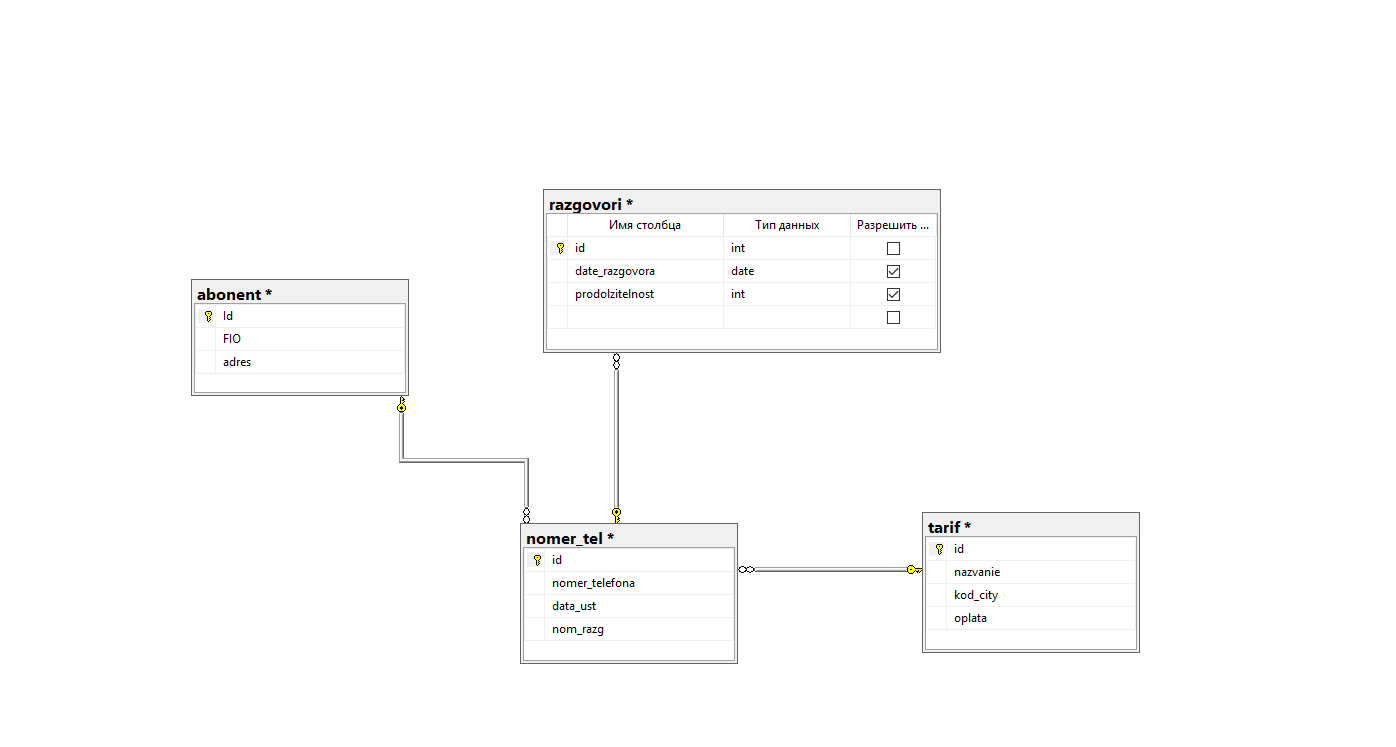 razgovori *
Имя столбца Тип данных Разрешить ...
id int
date_razgovora date
prodolzitelnost int
abonent *
Id
FIO
adres
nomer_tel *
id
nomer_telefona
data_ust
nom_razg
tarif *
id
nazvanie
kod_city
oplata